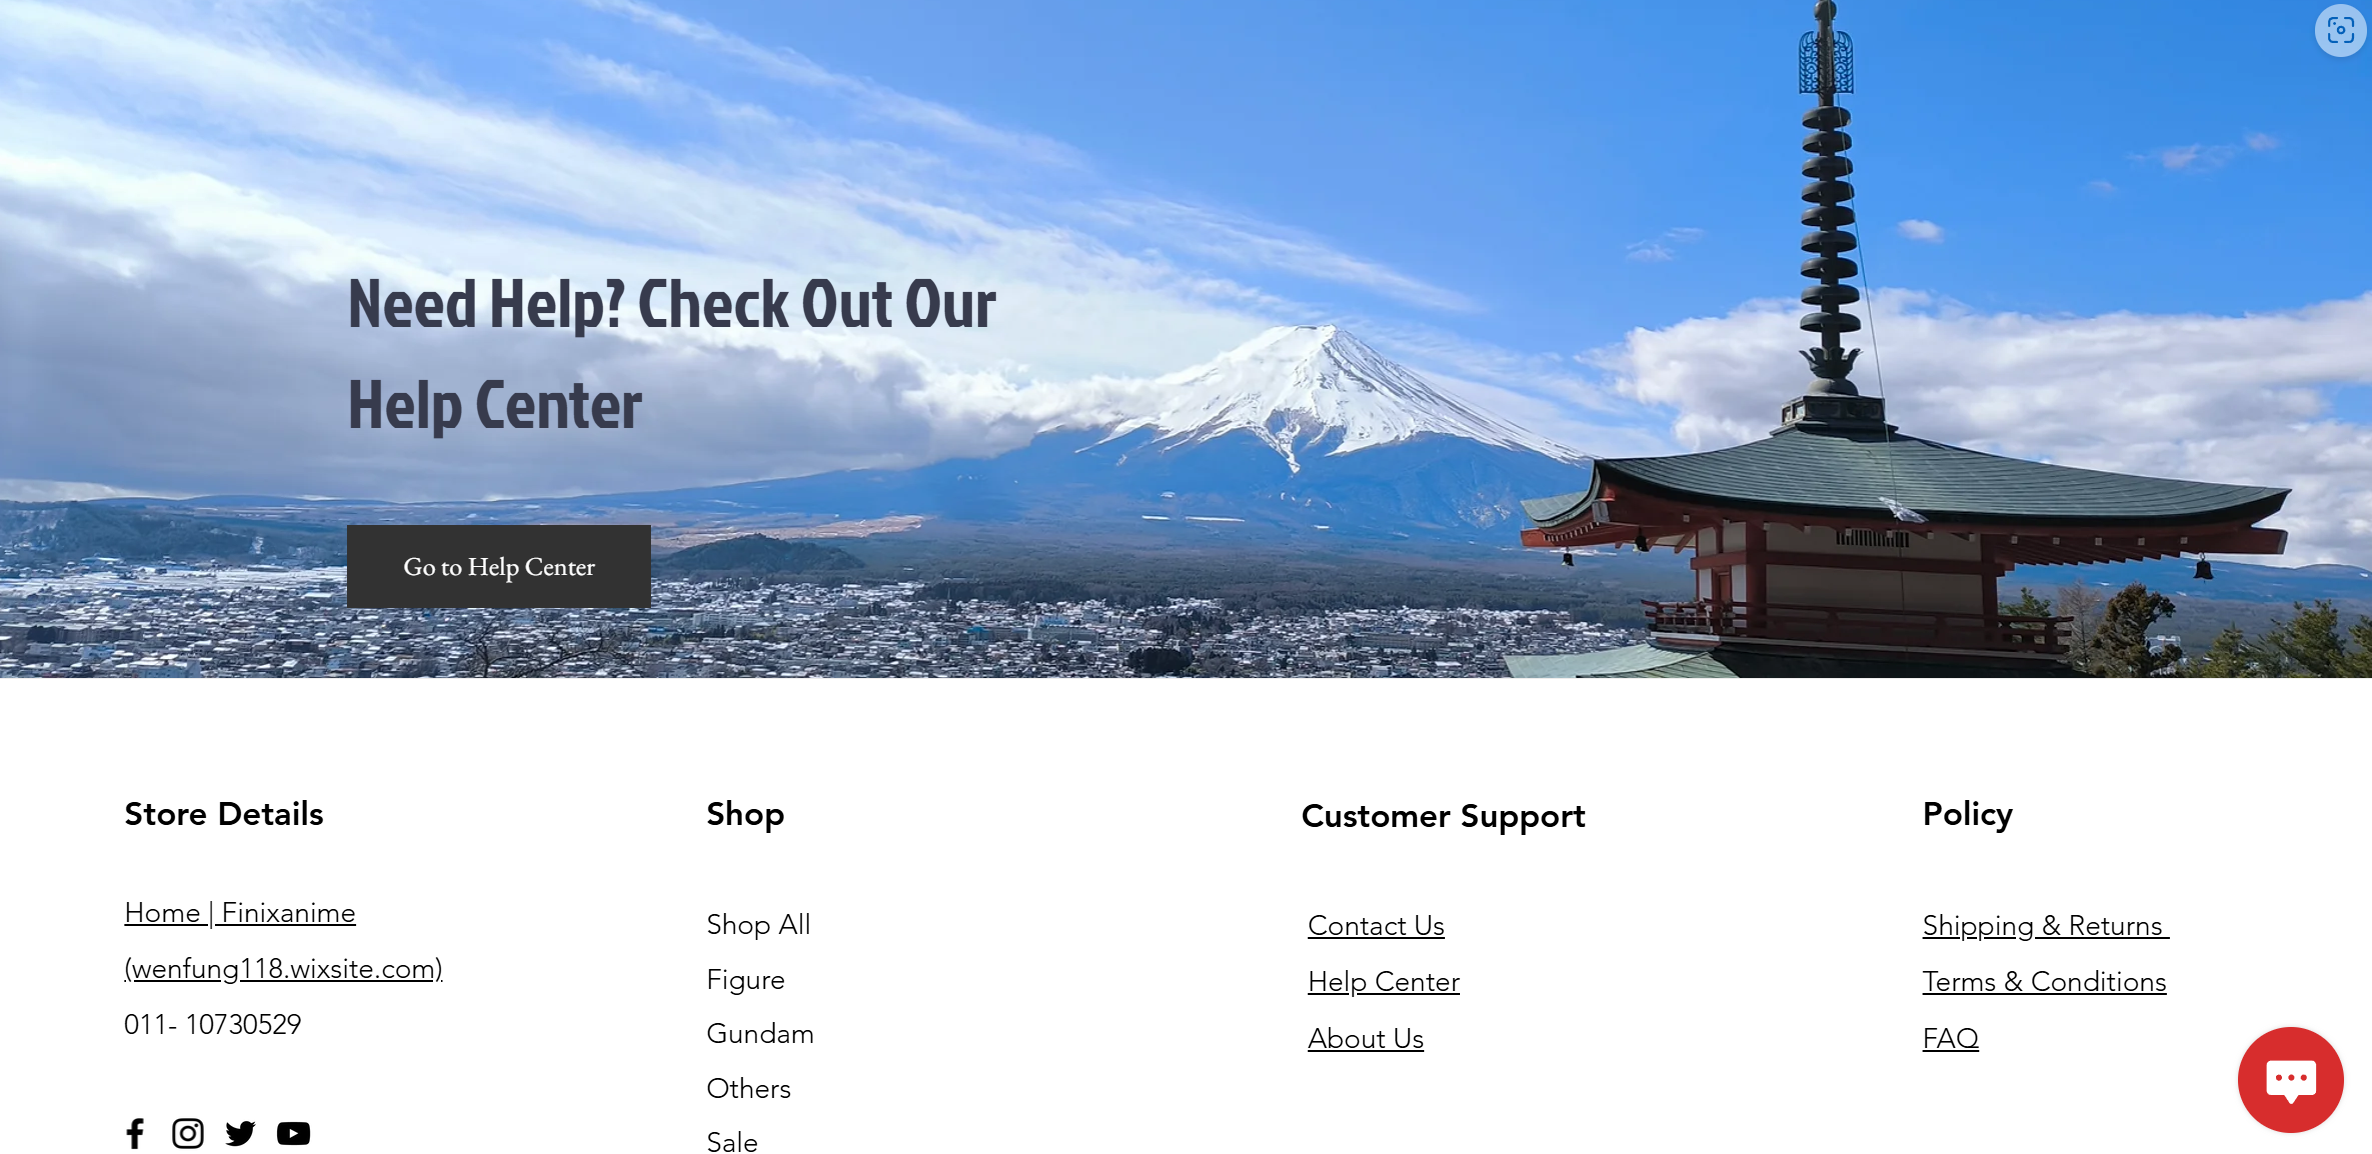 Need Help? Check Out Our
Help Center
Go to Help Center
Store Details
Home | Finixanime
(wenfung118.wixsite.com)
011- 10730529
Shop
Shop All
Figure
Gundam
Others
Sale
Customer Support
Contact Us
Help Center
About Us
Policy
Shipping & Returns
Terms & Conditions
FAQ